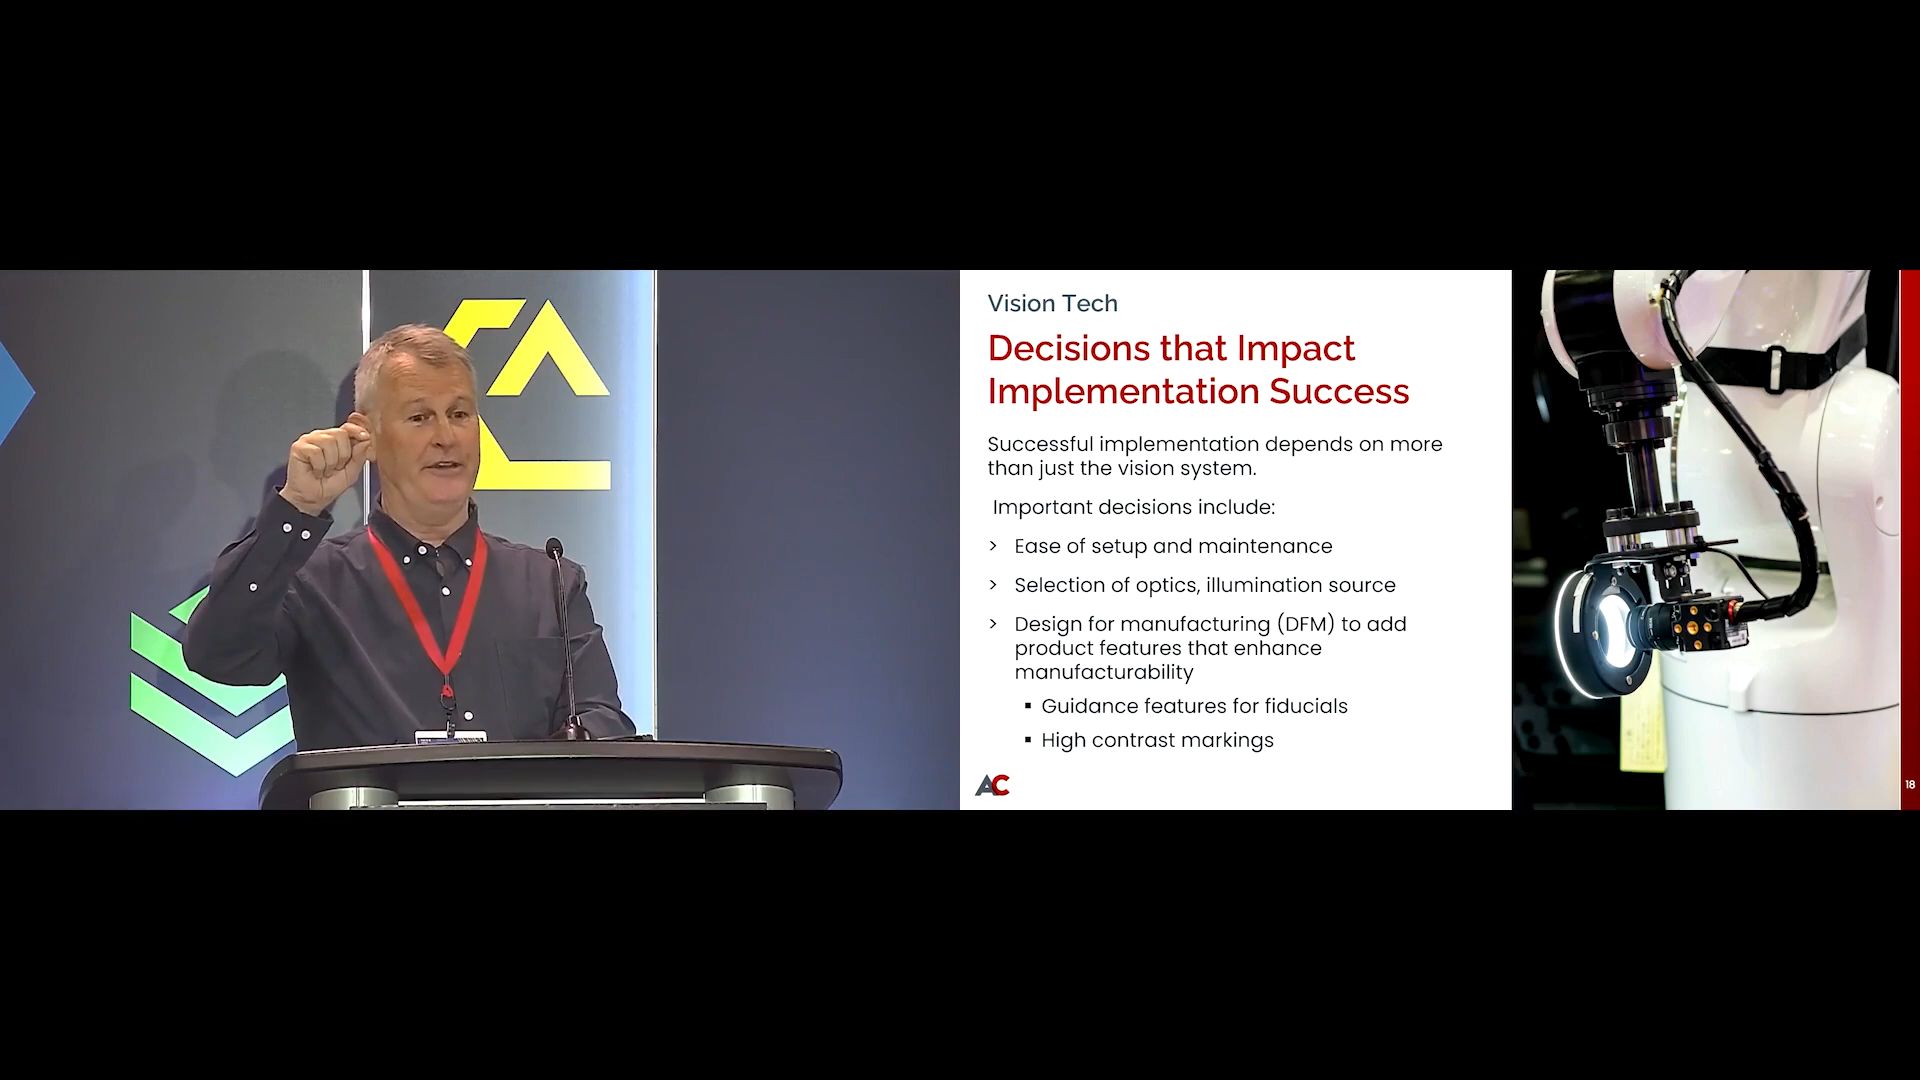 Vision Tech
Decisions that Impact
Implementation Success
Successful implementation depends on more
than just the vision system.
Important decisions include:
> Ease of setup and maintenance
> Selection of optics, illumination source
> Design for manufacturing (DFM) to add
product features that enhance
manufacturability
▪ Guidance features for fiducials
▪ High contrast markings
AC
18